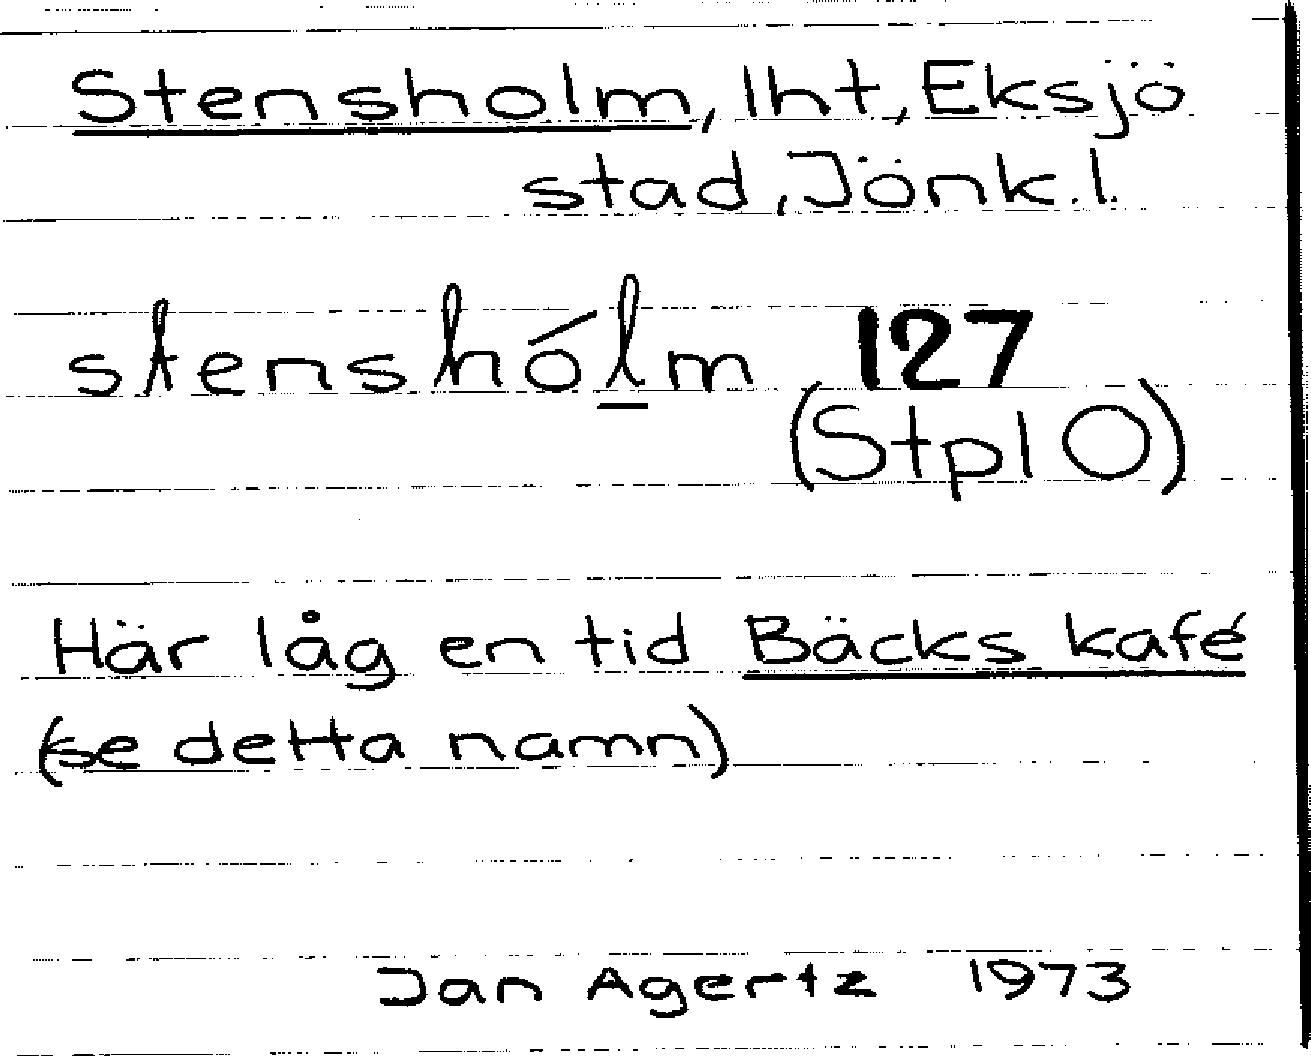 Stensholm, lht, Eksjö
stad, Jönk.l.
stenshól̲m 127
(Stpl O)
Här låg en tid Bäcks kafé
(se detta namn)
Jan Agertz 1973